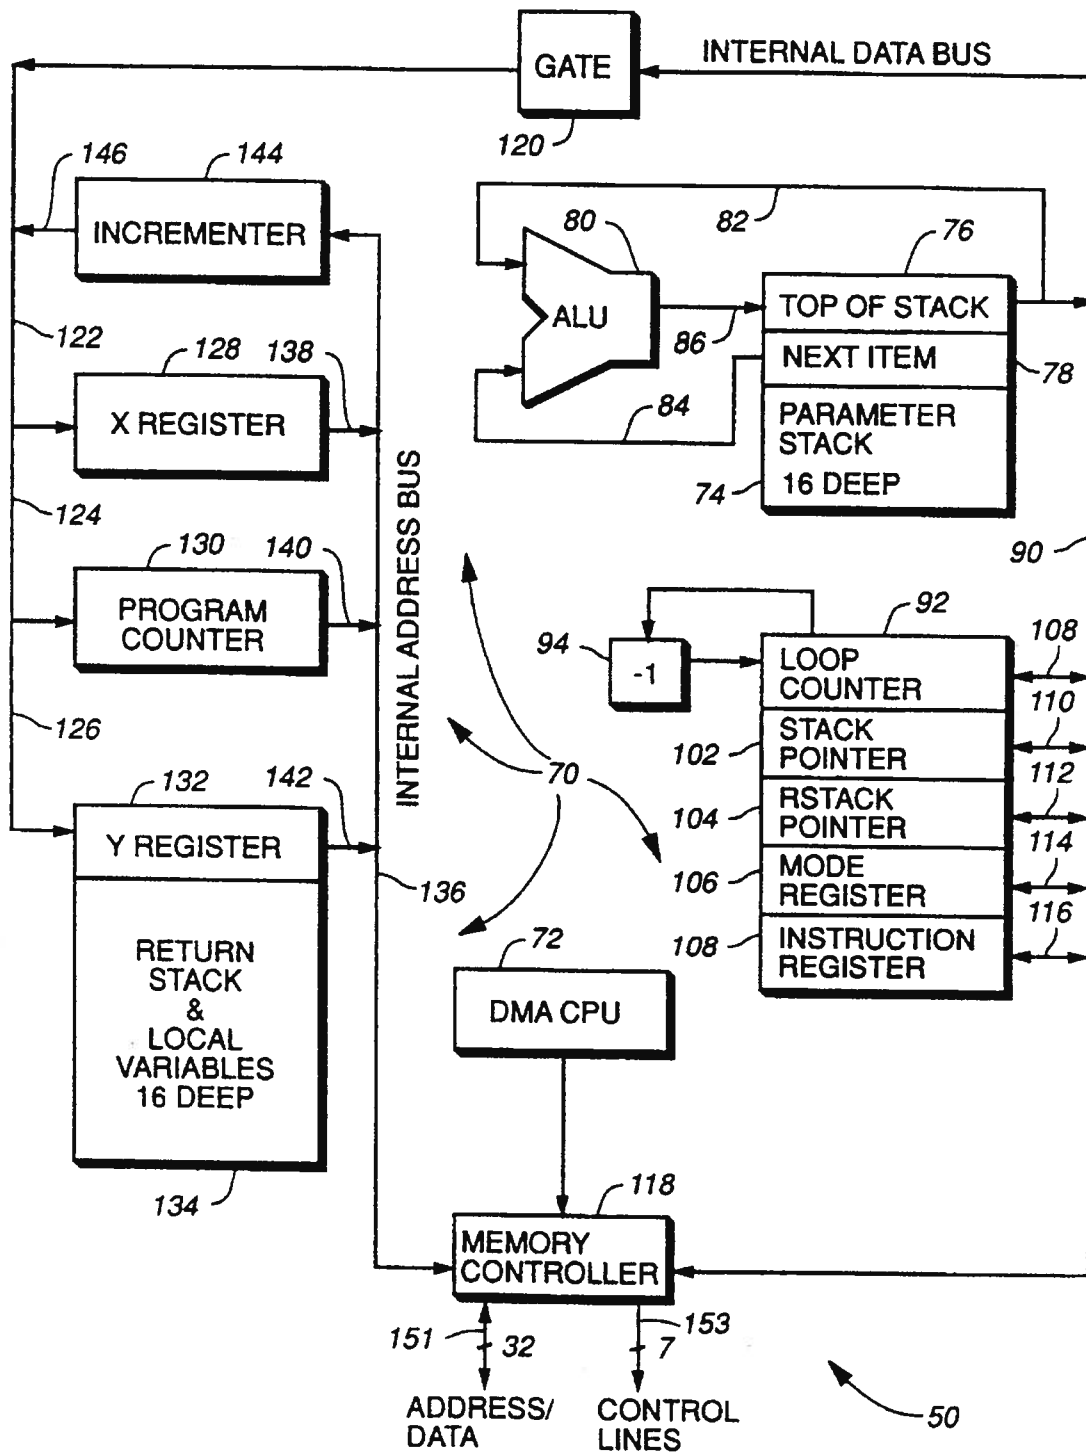 INTERNAL DATA BUS
GATE
120
146
144
INCREMENTER
122
128
138
X REGISTER
124
130
140
PROGRAM
COUNTER
126
132
142
Y REGISTER
136
RETURN
STACK
&
LOCAL
VARIABLES
16 DEEP
134
INTERNAL ADDRESS BUS
80
82
76
ALU
86
TOP OF STACK
NEXT ITEM
78
84
PARAMETER
STACK
74
16 DEEP
90
94
-1
92
LOOP
COUNTER
108
110
102
STACK
POINTER
112
104
RSTACK
POINTER
114
106
MODE
REGISTER
116
108
INSTRUCTION
REGISTER
70
72
DMA CPU
118
MEMORY
CONTROLLER
151
32
153
7
ADDRESS/
DATA
CONTROL
LINES
50